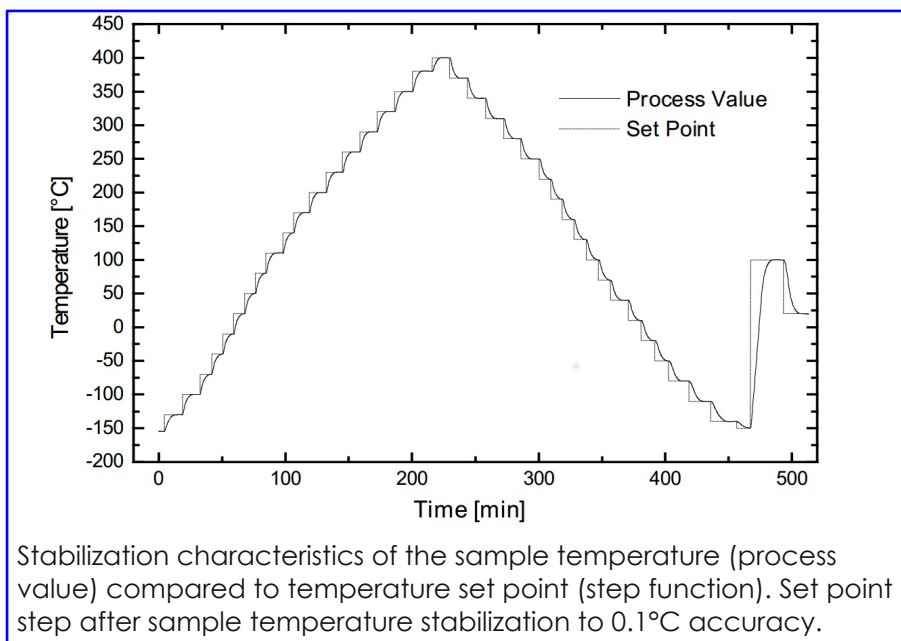 450
400
350
300
250
200
150
100
50
0
-50
-100
-150
-200
Temperature [°C]
Process Value
Set Point
0 100 200 300 400 500
Time [min]
Stabilization characteristics of the sample temperature (process
value) compared to temperature set point (step function). Set point
step after sample temperature stabilization to 0.1°C accuracy.